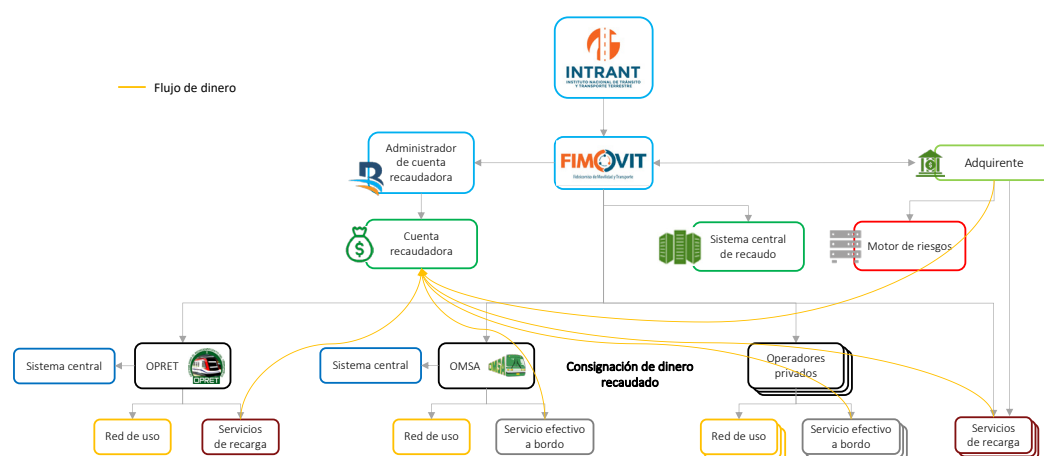 INTRANT
INSTITUTO NACIONAL DE TRÁNSITO
Y TRANSPORTE TERRESTRE
Flujo de dinero
Administrador
de cuenta
recaudadora
FIMOVIT
Fideicomiso de Movilidad y Transporte
Adquirente
Cuenta
recaudadora
Sistema central
de recaudo
Motor de riesgos
Sistema central
OPRET
OPRET
Sistema central
OMSA
Consignación de dinero
recaudado
Operadores
privados
Red de uso
Servicios
de recarga
Red de uso
Servicio efectivo
a bordo
Red de uso
Servicio efectivo
a bordo
Servicios
de recarga